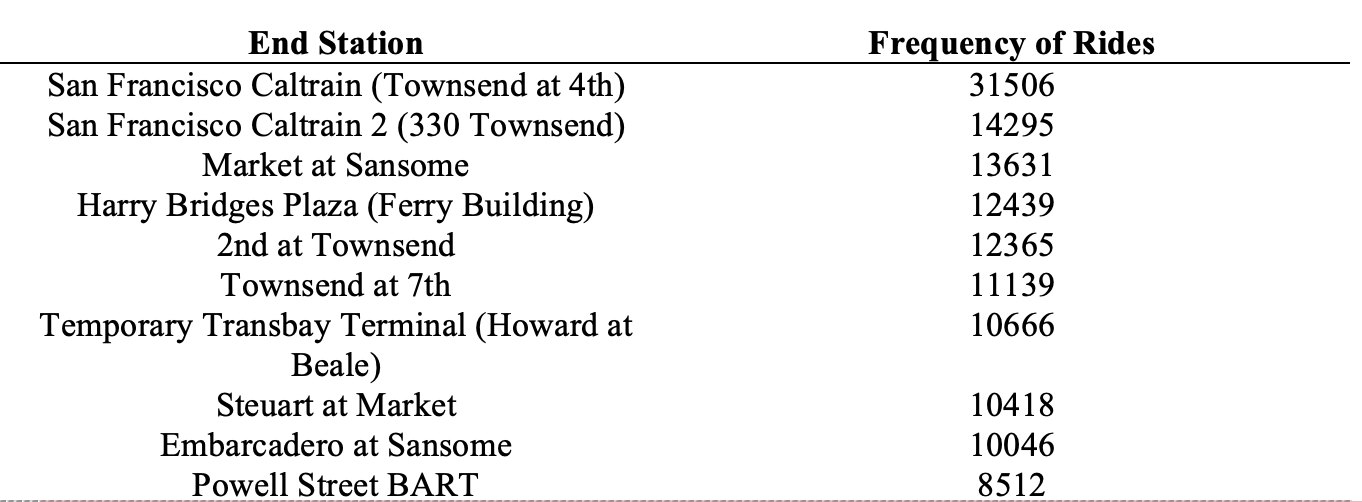 End Station Frequency of Rides
San Francisco Caltrain (Townsend at 4th) 31506
San Francisco Caltrain 2 (330 Townsend) 14295
Market at Sansome 13631
Harry Bridges Plaza (Ferry Building) 12439
2nd at Townsend 12365
Townsend at 7th 11139
Temporary Transbay Terminal (Howard at 10666
Beale)
Steuart at Market 10418
Embarcadero at Sansome 10046
Powell Street BART 8512